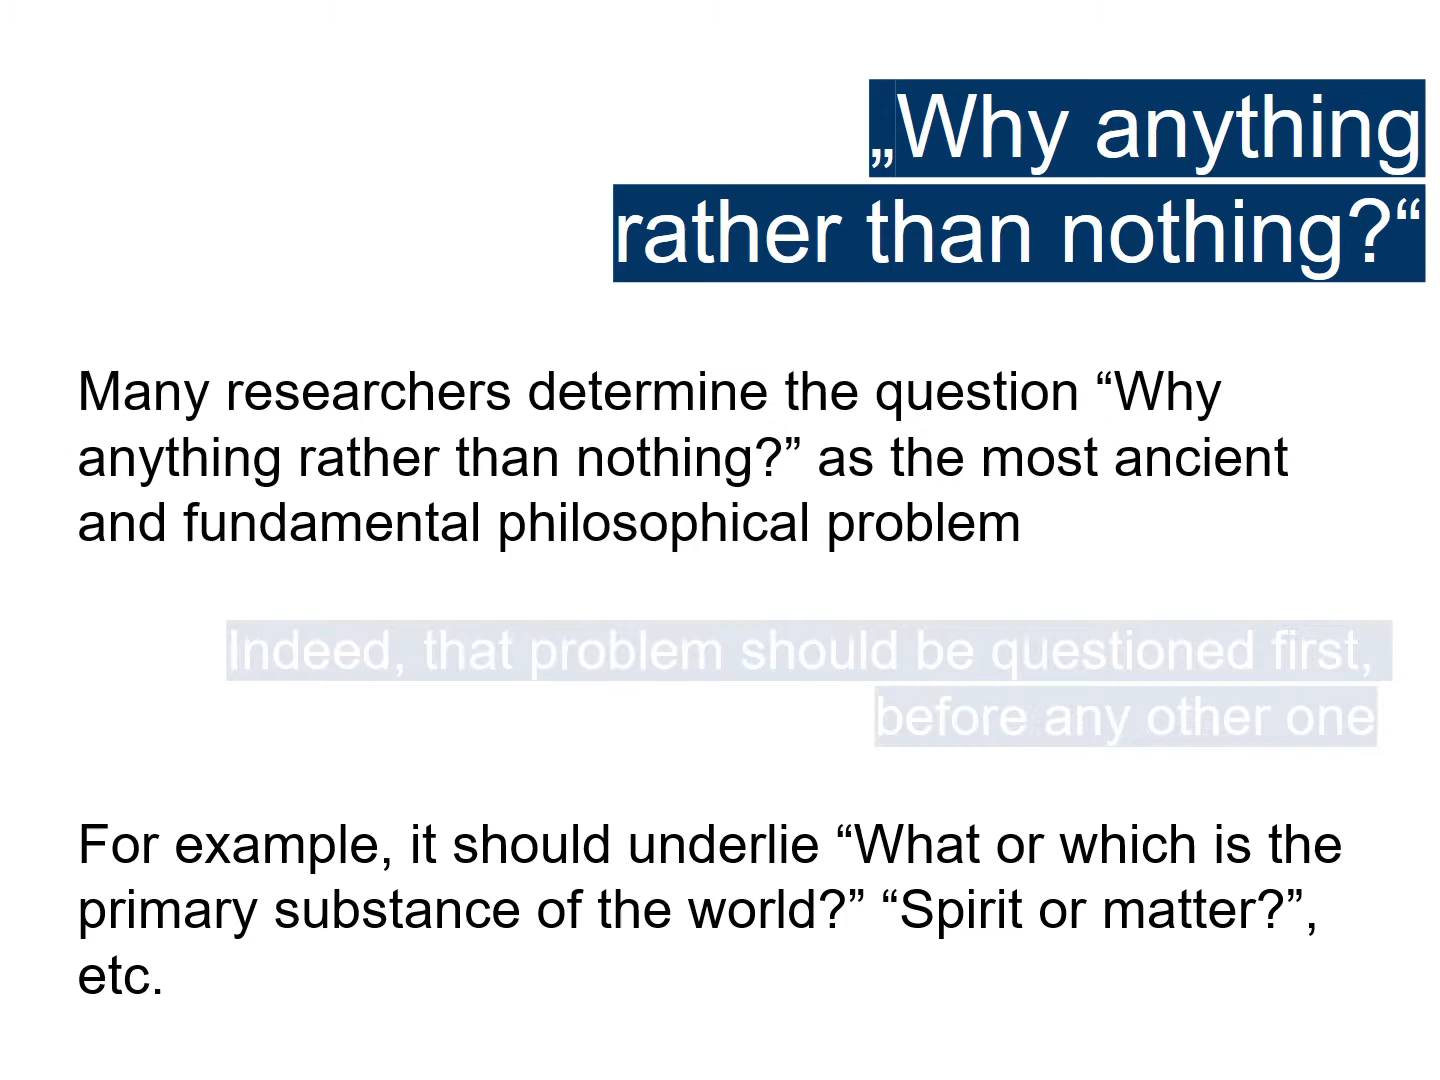 „Why anything
rather than nothing?“
Many researchers determine the question “Why
anything rather than nothing?” as the most ancient
and fundamental philosophical problem
Indeed, that problem should be questioned first,
before any other one
For example, it should underlie “What or which is the
primary substance of the world?” “Spirit or matter?”,
etc.